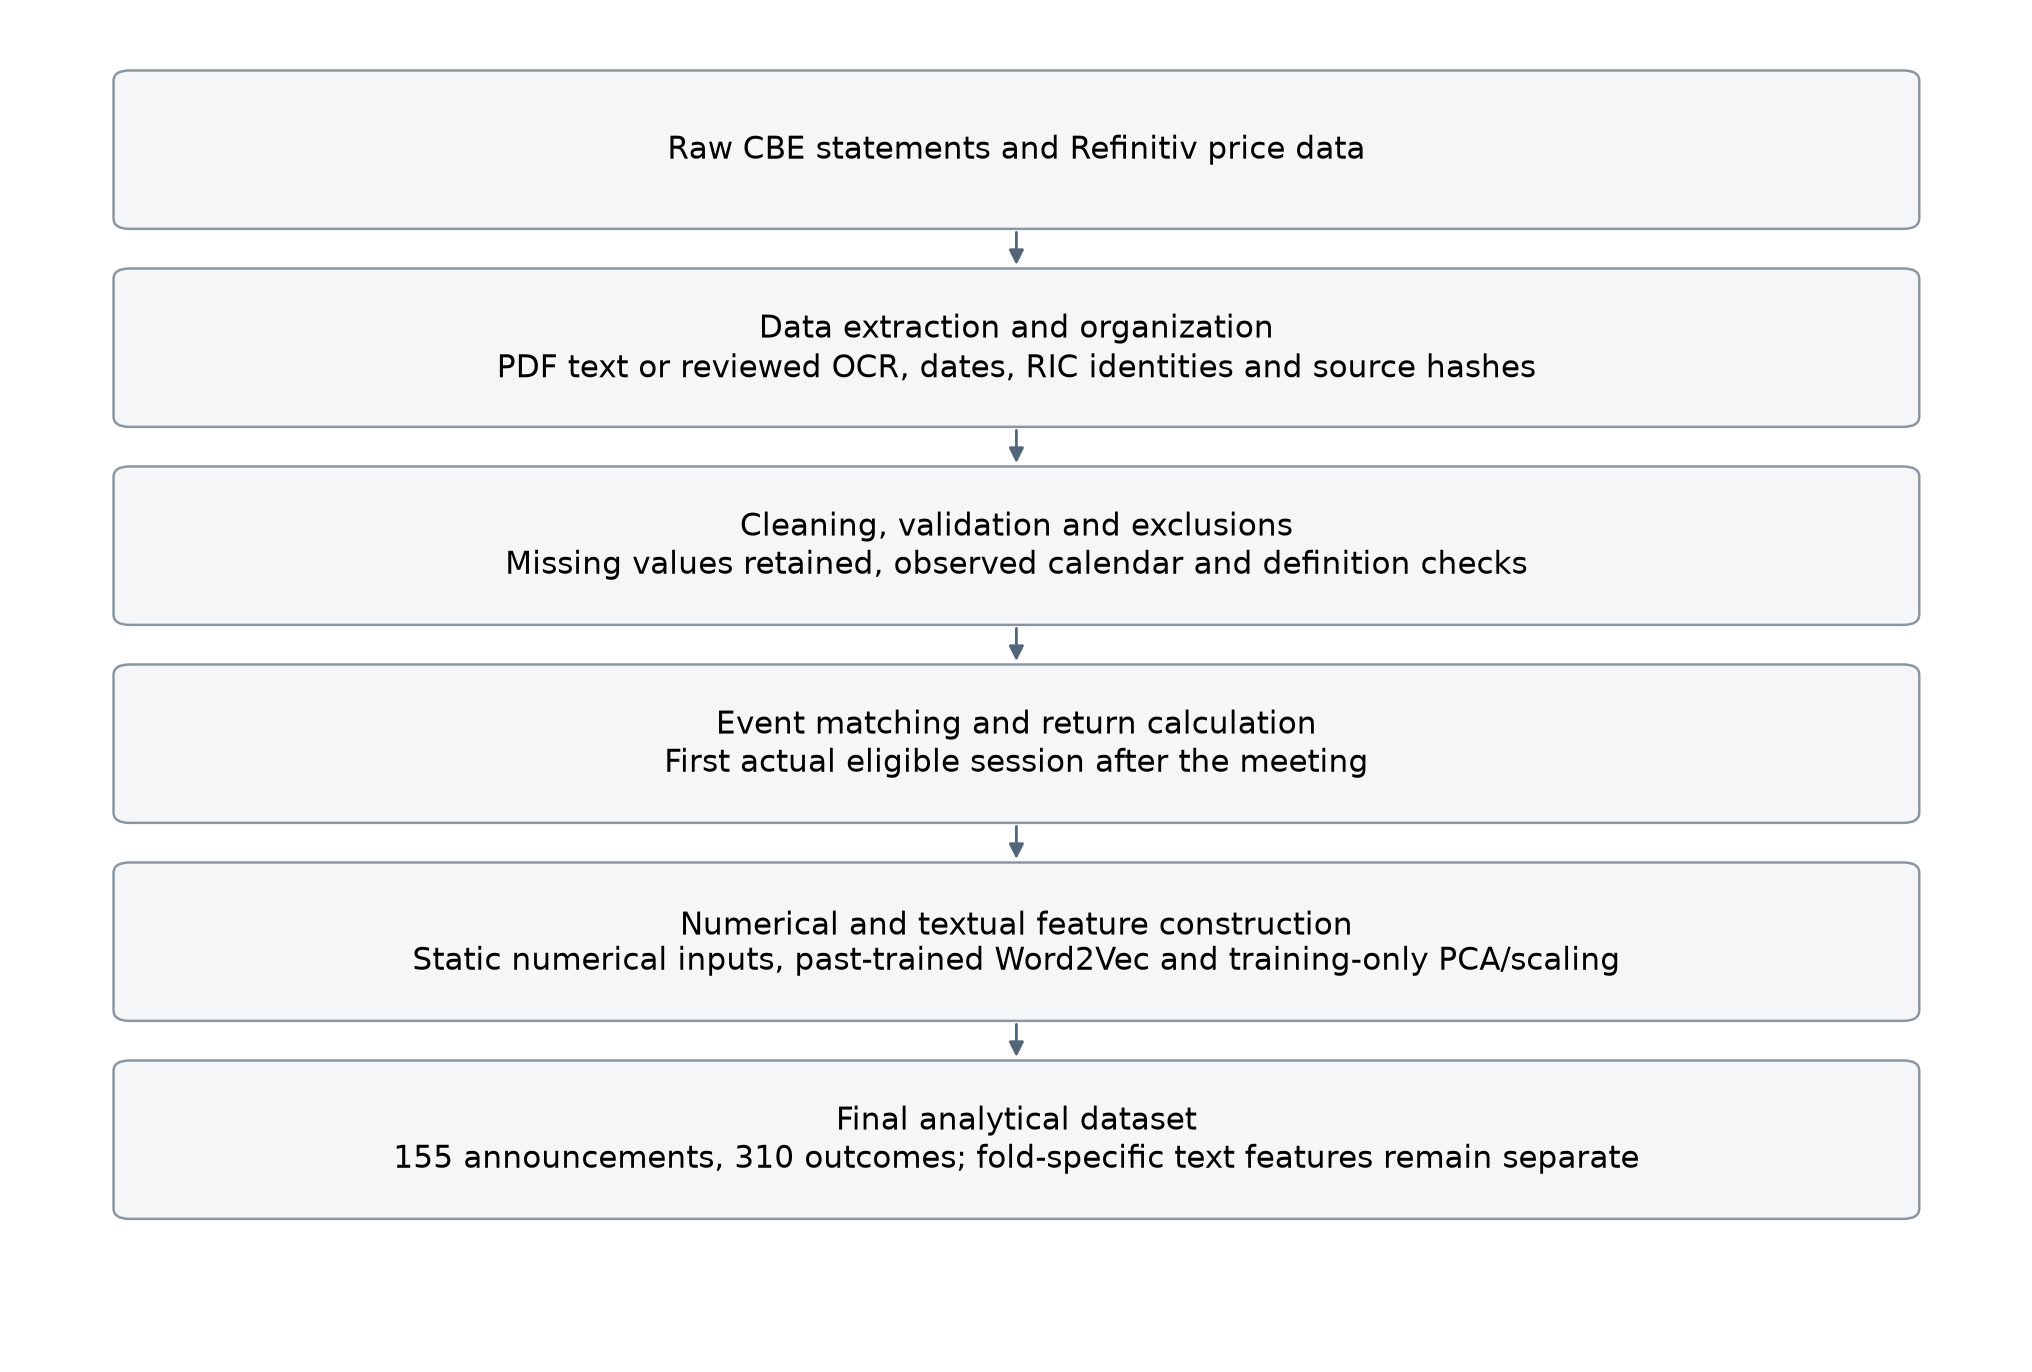 Raw CBE statements and Refinitiv price data
Data extraction and organization
PDF text or reviewed OCR, dates, RIC identities and source hashes
Cleaning, validation and exclusions
Missing values retained, observed calendar and definition checks
Event matching and return calculation
First actual eligible session after the meeting
Numerical and textual feature construction
Static numerical inputs, past-trained Word2Vec and training-only PCA/scaling
Final analytical dataset
155 announcements, 310 outcomes; fold-specific text features remain separate